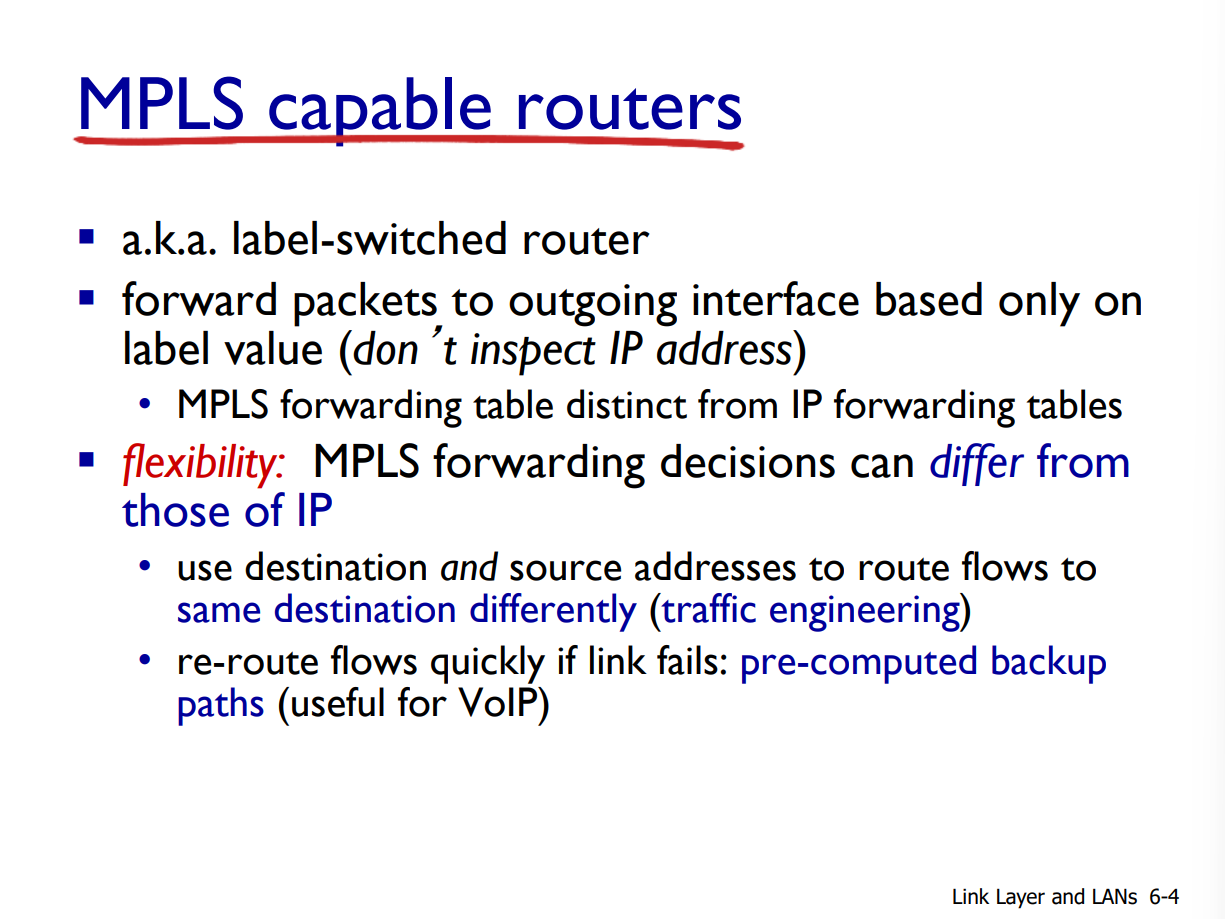 MPLS capable routers
▪ a.k.a. label-switched router
▪ forward packets to outgoing interface based only on
label value (don ’t inspect IP address)
• MPLS forwarding table distinct from IP forwarding tables
▪ flexibility: MPLS forwarding decisions can differ from
those of IP
• use destination and source addresses to route flows to
same destination differently (traffic engineering)
• re-route flows quickly if link fails: pre-computed backup
paths (useful for VoIP)
Link Layer and LANs 6-4